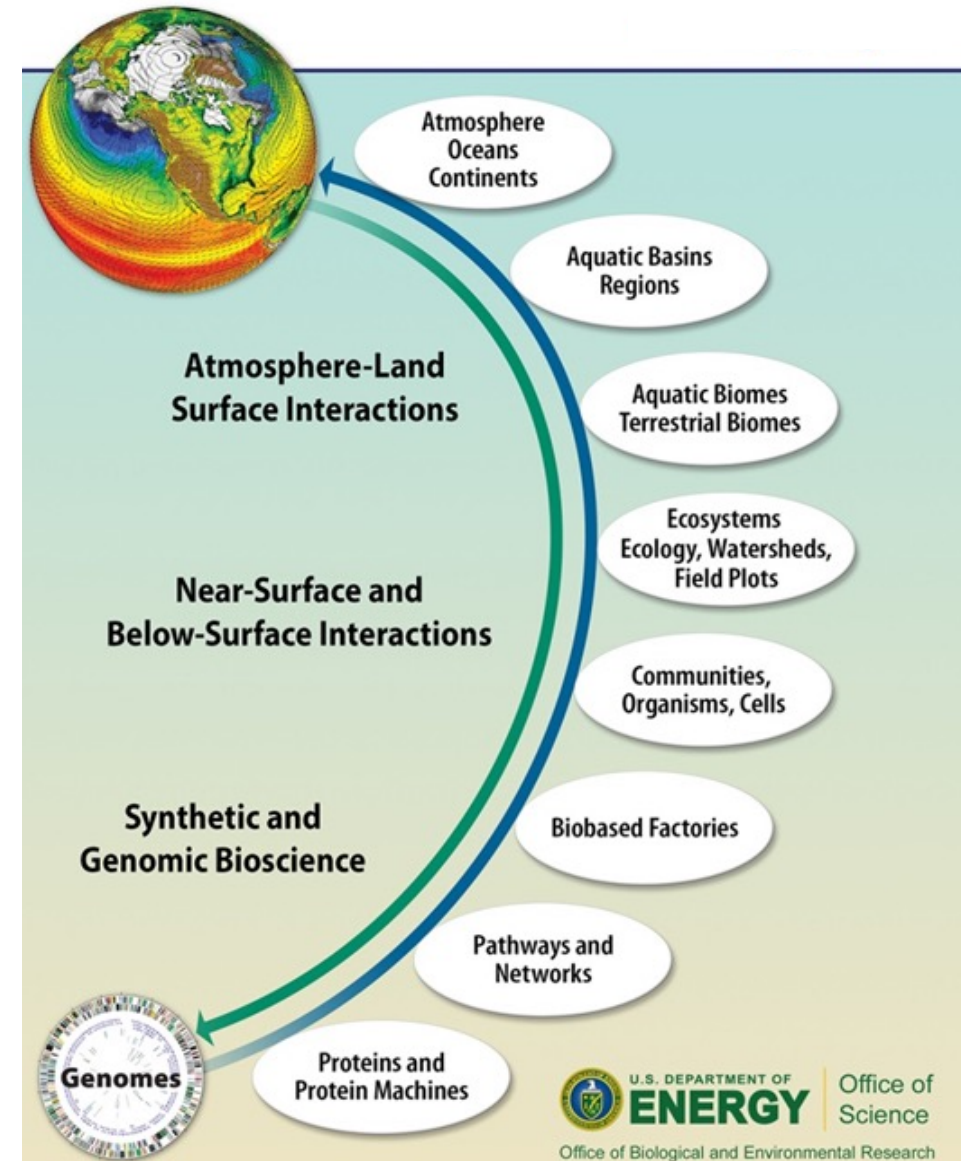 Atmosphere
Oceans
Continents
Aquatic Basins
Regions
Atmosphere-Land
Surface Interactions
Aquatic Biomes
Terrestrial Biomes
Ecosystems
Ecology, Watersheds,
Field Plots
Near-Surface and
Below-Surface Interactions
Communities,
Organisms, Cells
Synthetic and
Genomic Bioscience
Biobased Factories
Pathways and
Networks
Genomes
Proteins and
Protein Machines
U.S. DEPARTMENT OF
ENERGY
Office of
Science
Office of Biological and Environmental Research